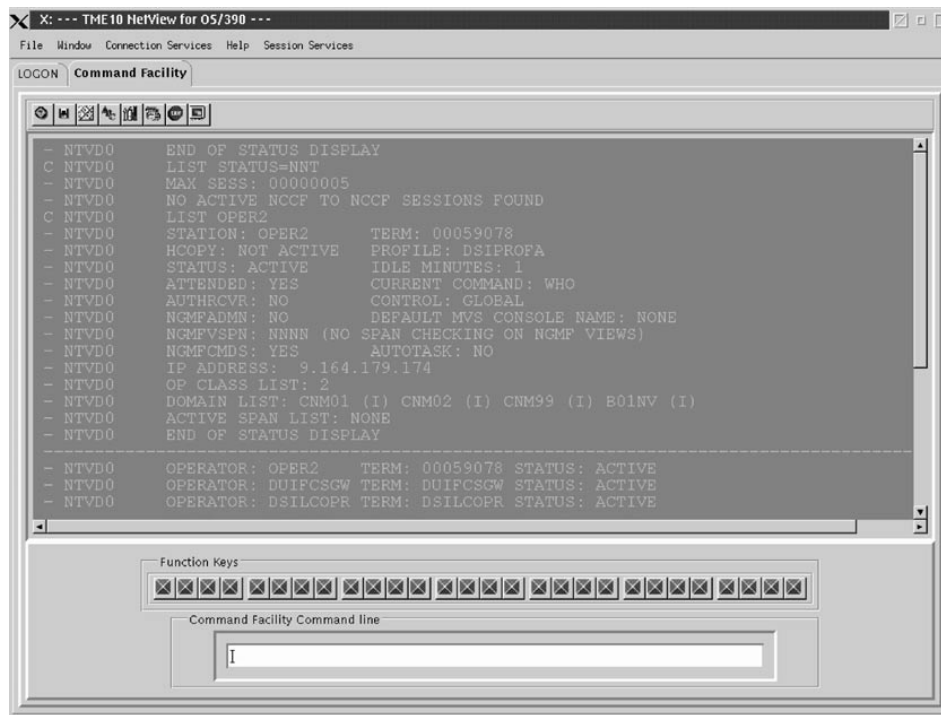 X: --- TME10 NetView for OS/390 ---
File Window Connection Services Help Session Services
LOGON Command Facility
- NTVD0 END OF STATUS DISPLAY
C NTVD0 LIST STATUS=NNT
- NTVD0 MAX SESS: 00000005
- NTVD0 NO ACTIVE NCCF TO NCCF SESSIONS FOUND
C NTVD0 LIST OPER2
- NTVD0 STATION: OPER2 TERM: 00059078
- NTVD0 HCOPY: NOT ACTIVE PROFILE: DSIPROFA
- NTVD0 STATUS: ACTIVE IDLE MINUTES: 1
- NTVD0 ATTENDED: YES CURRENT COMMAND: WHO
- NTVD0 AUTHRCVR: NO CONTROL: GLOBAL
- NTVD0 NGMFADMN: NO DEFAULT MVS CONSOLE NAME: NONE
- NTVD0 NGMFVSPN: NNNN (NO SPAN CHECKING ON NGMF VIEWS)
- NTVD0 NGMFCMDS: YES AUTOTASK: NO
- NTVD0 IP ADDRESS: 9.164.179.174
- NTVD0 OP CLASS LIST: 2
- NTVD0 DOMAIN LIST: CNM01 (I) CNM02 (I) CNM99 (I) B01NV (I)
- NTVD0 ACTIVE SPAN LIST: NONE
- NTVD0 END OF STATUS DISPLAY
- NTVD0 OPERATOR: OPER2 TERM: 00059078 STATUS: ACTIVE
- NTVD0 OPERATOR: DUIFCSGW TERM: DUIFCSGW STATUS: ACTIVE
- NTVD0 OPERATOR: DSILCOPR TERM: DSILCOPR STATUS: ACTIVE
Function Keys
Command Facility Command line